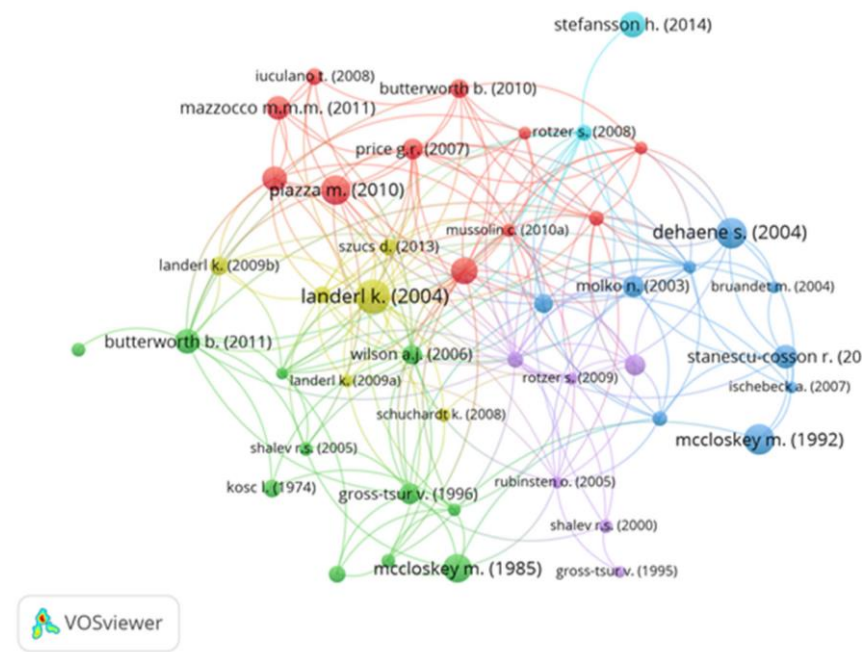 stefansson h. (2014)
iuculano t. (2008)
butterworth b. (2010)
mazzocco m.m.m. (2011)
rotzer s. (2008)
price g.r. (2007)
piazza m. (2010)
mussolin c. (2010a)
dehaene s. (2004)
szucs d. (2013)
landerl k. (2009b)
molko n. (2003)
bruandet m. (2004)
landerl k. (2004)
butterworth b. (2011)
wilson a.j. (2006)
stanescu-cosson r. (20
rotzer s. (2009)
landerl k. (2009a)
ischebeck a. (2007)
schuchardt k. (2008)
mccloskey m. (1992)
shalev r.s. (2005)
rubinsten o. (2005)
kosc l. (1974)
gross-tsur v. (1996)
shalev r.s. (2000)
mccloskey m. (1985)
gross-tsur v. (1995)
VOSviewer